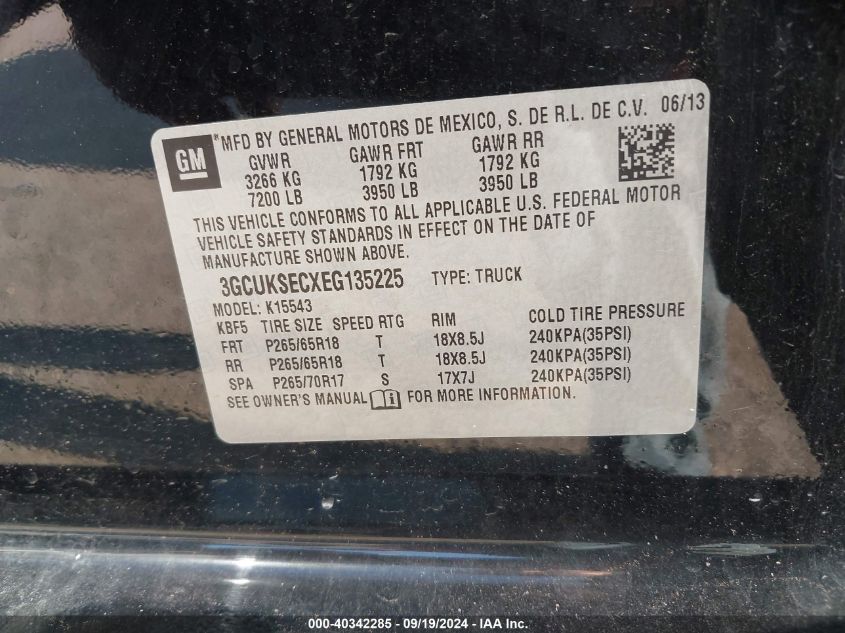 GM
*MFD BY GENERAL MOTORS DE MEXICO, S. DE R.L. DE C.V. 06/13
GVWR GAWR FRT GAWR RR
3266 KG 1792 KG 1792 KG
7200 LB 3950 LB 3950 LB
THIS VEHICLE CONFORMS TO ALL APPLICABLE U.S. FEDERAL MOTOR
VEHICLE SAFETY STANDARDS IN EFFECT ON THE DATE OF
MANUFACTURE SHOWN ABOVE.
3GCUKSECXEG135225 TYPE: TRUCK
MODEL: K15543
KBF5 TIRE SIZE SPEED RTG RIM COLD TIRE PRESSURE
FRT P265/65R18 T 18X8.5J 240KPA(35PSI)
RR P265/65R18 T 18X8.5J 240KPA(35PSI)
SPA P265/70R17 S 17X7J 240KPA(35PSI)
SEE OWNER'S MANUAL FOR MORE INFORMATION.
000-40342285 - 09/19/2024 - IAA Inc.